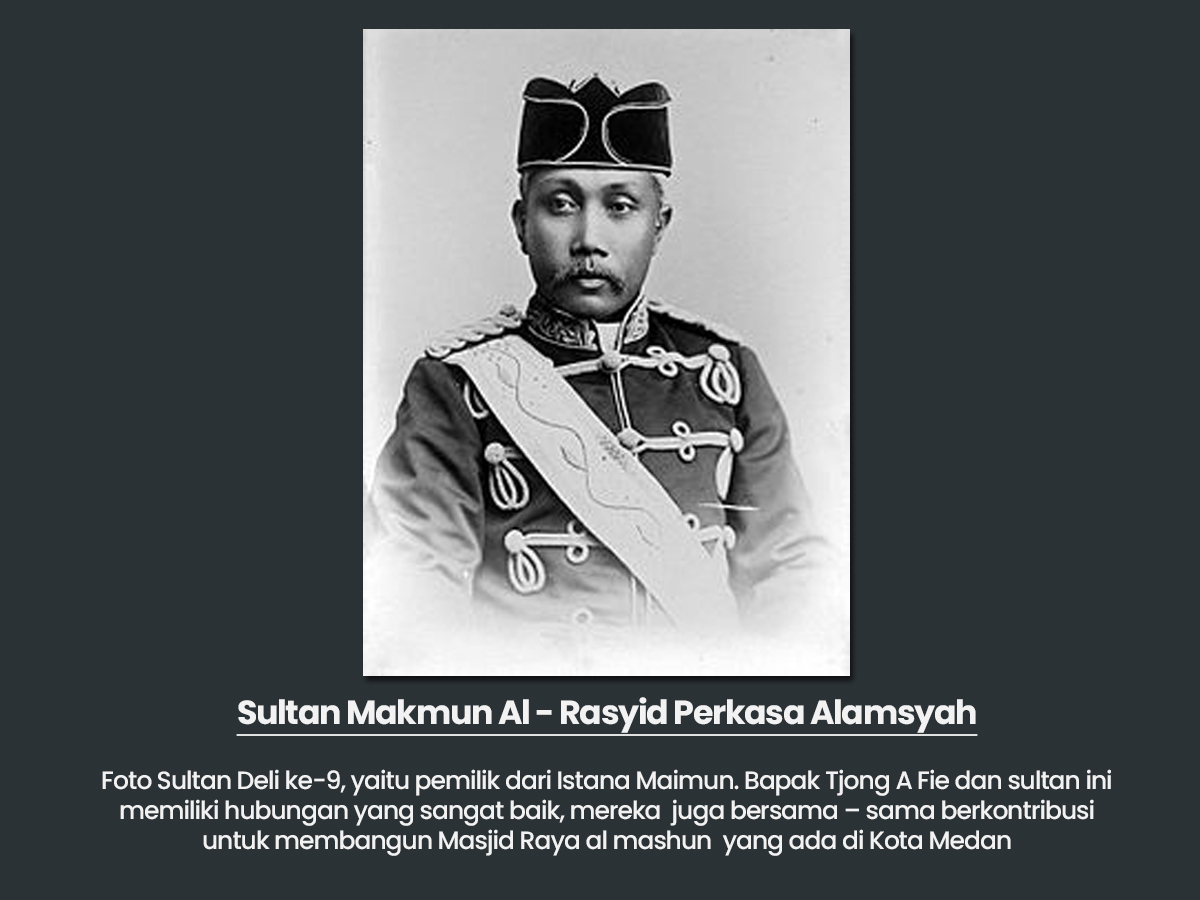 Sultan Makmun Al - Rasyid Perkasa Alamsyah
Foto Sultan Deli ke-9, yaitu pemilik dari Istana Maimun. Bapak Tjong A Fie dan sultan ini
memiliki hubungan yang sangat baik, mereka  juga bersama – sama berkontribusi
untuk membangun Masjid Raya al mashun  yang ada di Kota Medan